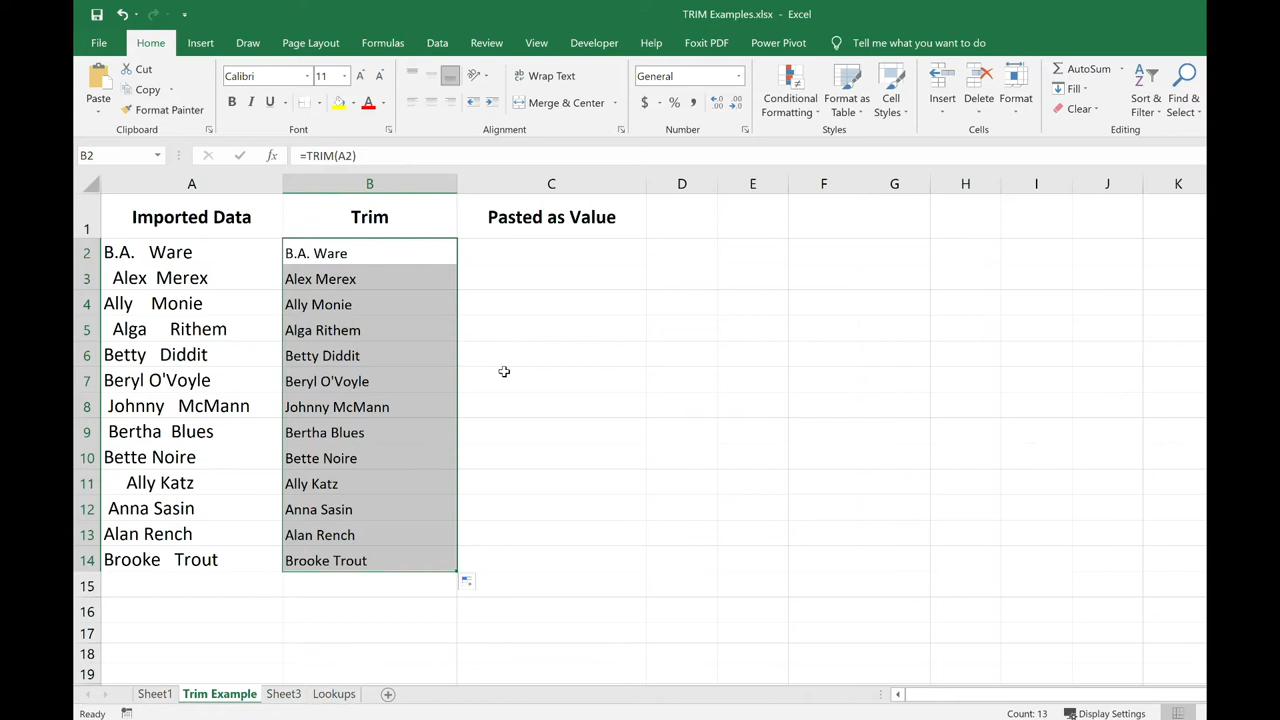 TRIM Examples.xlsx - Excel
File Home Insert Draw Page Layout Formulas Data Review View Developer Help Foxit PDF Power Pivot Tell me what you want to do
Paste
Cut
Copy
Format Painter
Clipboard
Calibri 11 A A
B I U A
Font
ab Wrap Text
Merge & Center
Alignment
General
$ % , .00 .0
Number
Conditional Formatting
Format as Table
Cell Styles
Styles
Insert Delete Format
Cells
AutoSum
Fill
Clear
Sort & Filter
Find & Select
Editing
B2 fx =TRIM(A2)
A B C D E F G H I J K
1 Imported Data Trim Pasted as Value
2 B.A.   Ware B.A. Ware
3   Alex  Merex Alex Merex
4 Ally    Monie Ally Monie
5   Alga     Rithem Alga Rithem
6 Betty   Diddit Betty Diddit
7 Beryl O'Voyle Beryl O'Voyle
8  Johnny   McMann Johnny McMann
9  Bertha  Blues Bertha Blues
10 Bette Noire Bette Noire
11      Ally Katz Ally Katz
12  Anna Sasin Anna Sasin
13 Alan Rench Alan Rench
14 Brooke   Trout Brooke Trout
15
16
17
18
19
Sheet1 Trim Example Sheet3 Lookups
Ready Count: 13 Display Settings